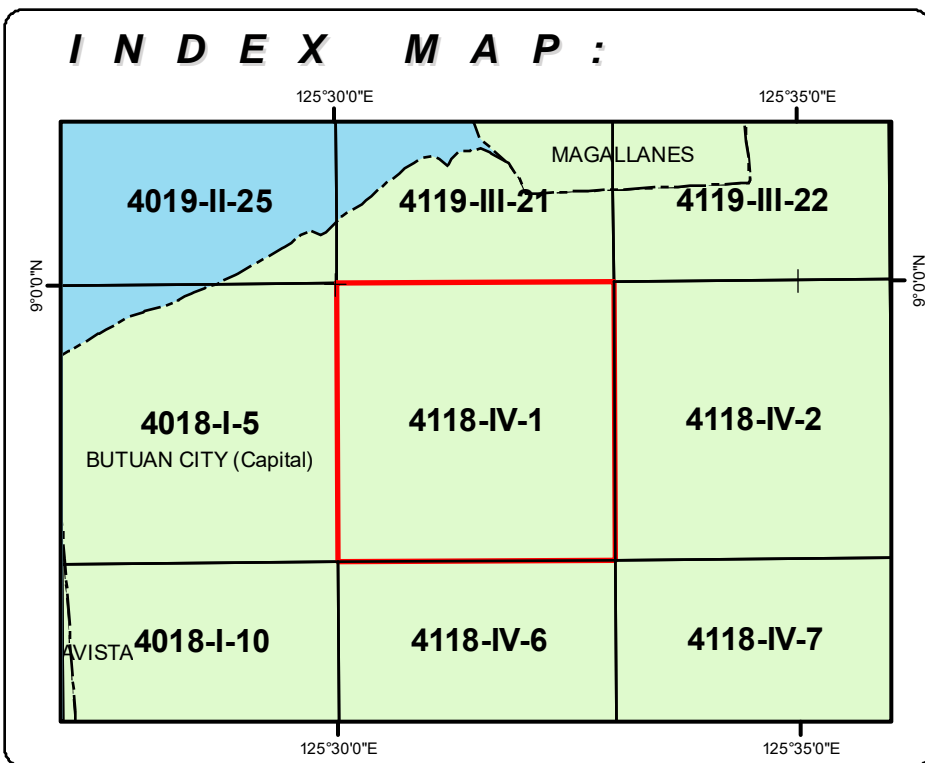 INDEX MAP:
125°30'0"E 125°35'0"E
MAGALLANES
4019-II-25 4119-III-21 4119-III-22
9°0'0"N 9°0'0"N
4018-I-5 4118-IV-1 4118-IV-2
BUTUAN CITY (Capital)
AVISTA 4018-I-10 4118-IV-6 4118-IV-7
125°30'0"E 125°35'0"E